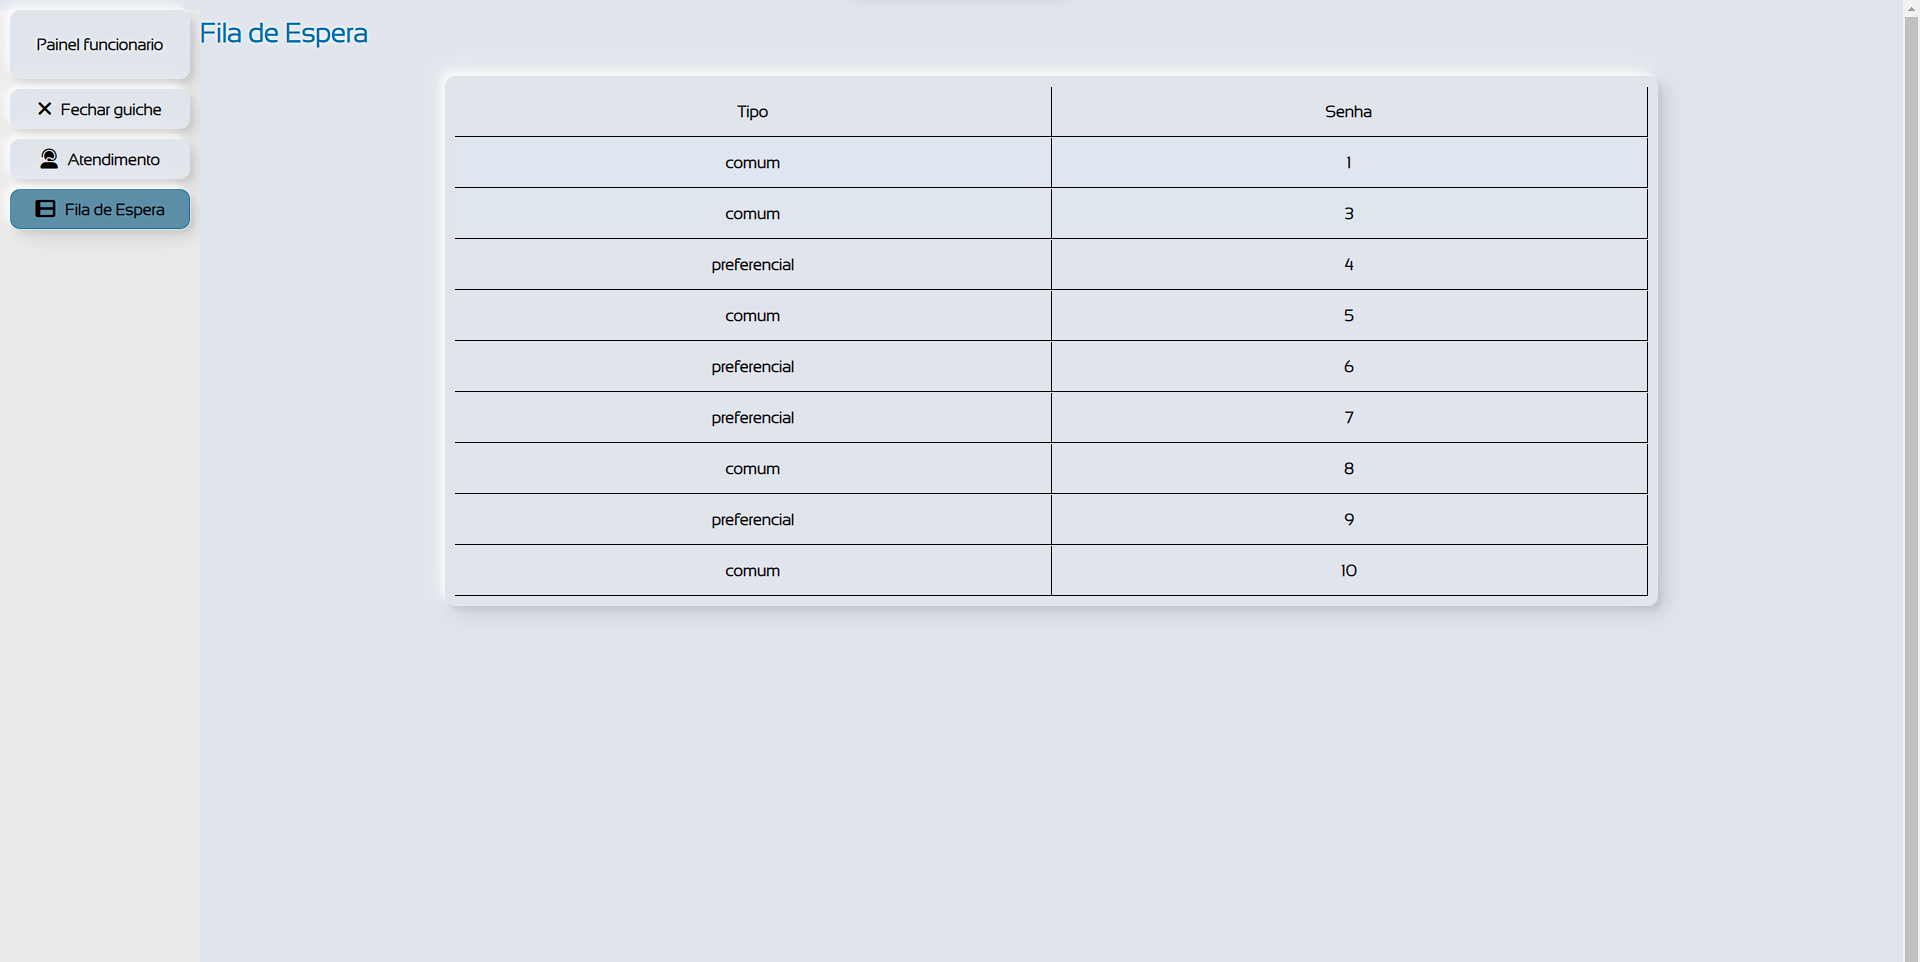 Painel funcionario
Fechar guiche
Atendimento
Fila de Espera
Fila de Espera
Tipo Senha
comum 1
comum 3
preferencial 4
comum 5
preferencial 6
preferencial 7
comum 8
preferencial 9
comum 10